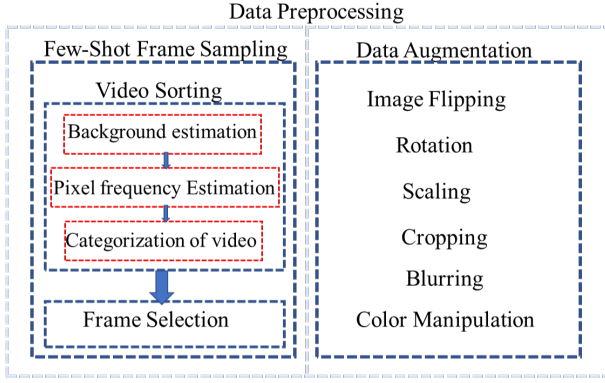 Data Preprocessing
Few-Shot Frame Sampling
Video Sorting
Background estimation
Pixel frequency Estimation
Categorization of video
Frame Selection
Data Augmentation
Image Flipping
Rotation
Scaling
Cropping
Blurring
Color Manipulation